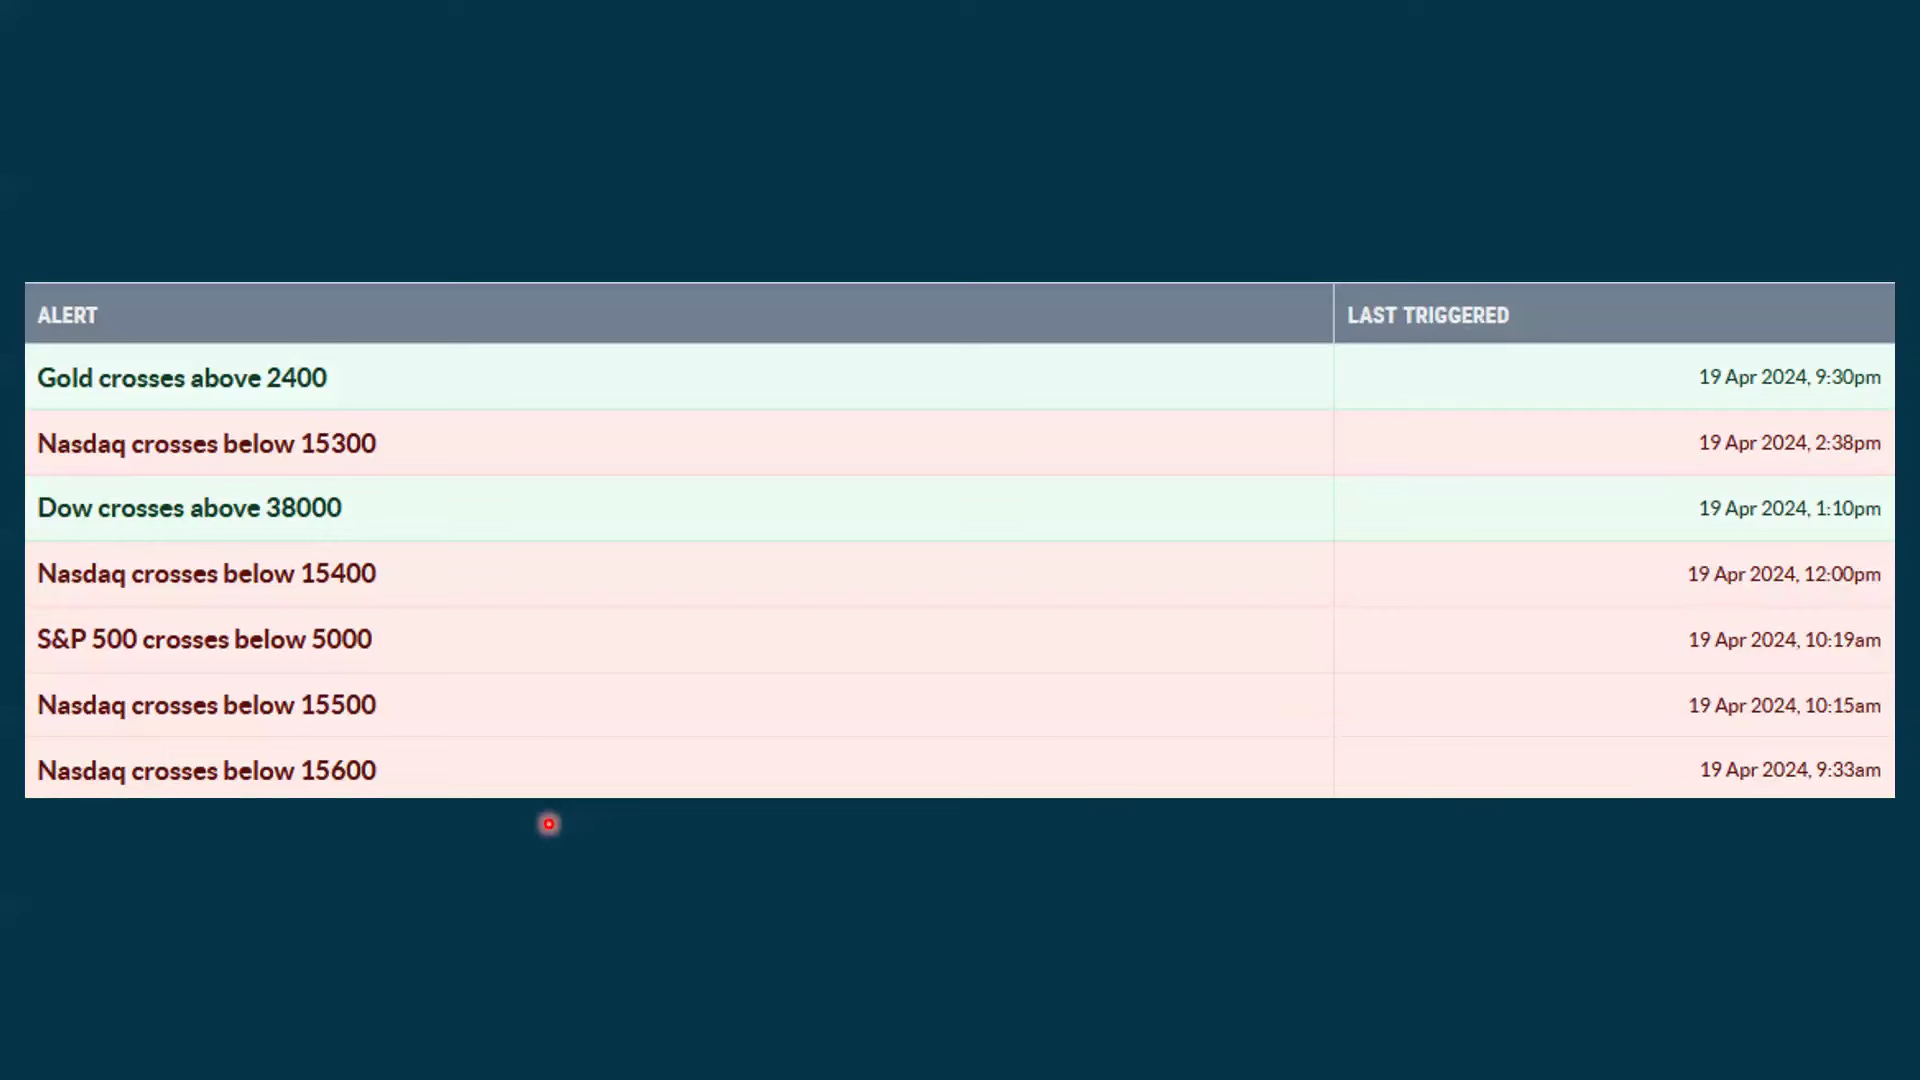 ALERT LAST TRIGGERED
Gold crosses above 2400 19 Apr 2024, 9:30pm
Nasdaq crosses below 15300 19 Apr 2024, 2:38pm
Dow crosses above 38000 19 Apr 2024, 1:10pm
Nasdaq crosses below 15400 19 Apr 2024, 12:00pm
S&P 500 crosses below 5000 19 Apr 2024, 10:19am
Nasdaq crosses below 15500 19 Apr 2024, 10:15am
Nasdaq crosses below 15600 19 Apr 2024, 9:33am